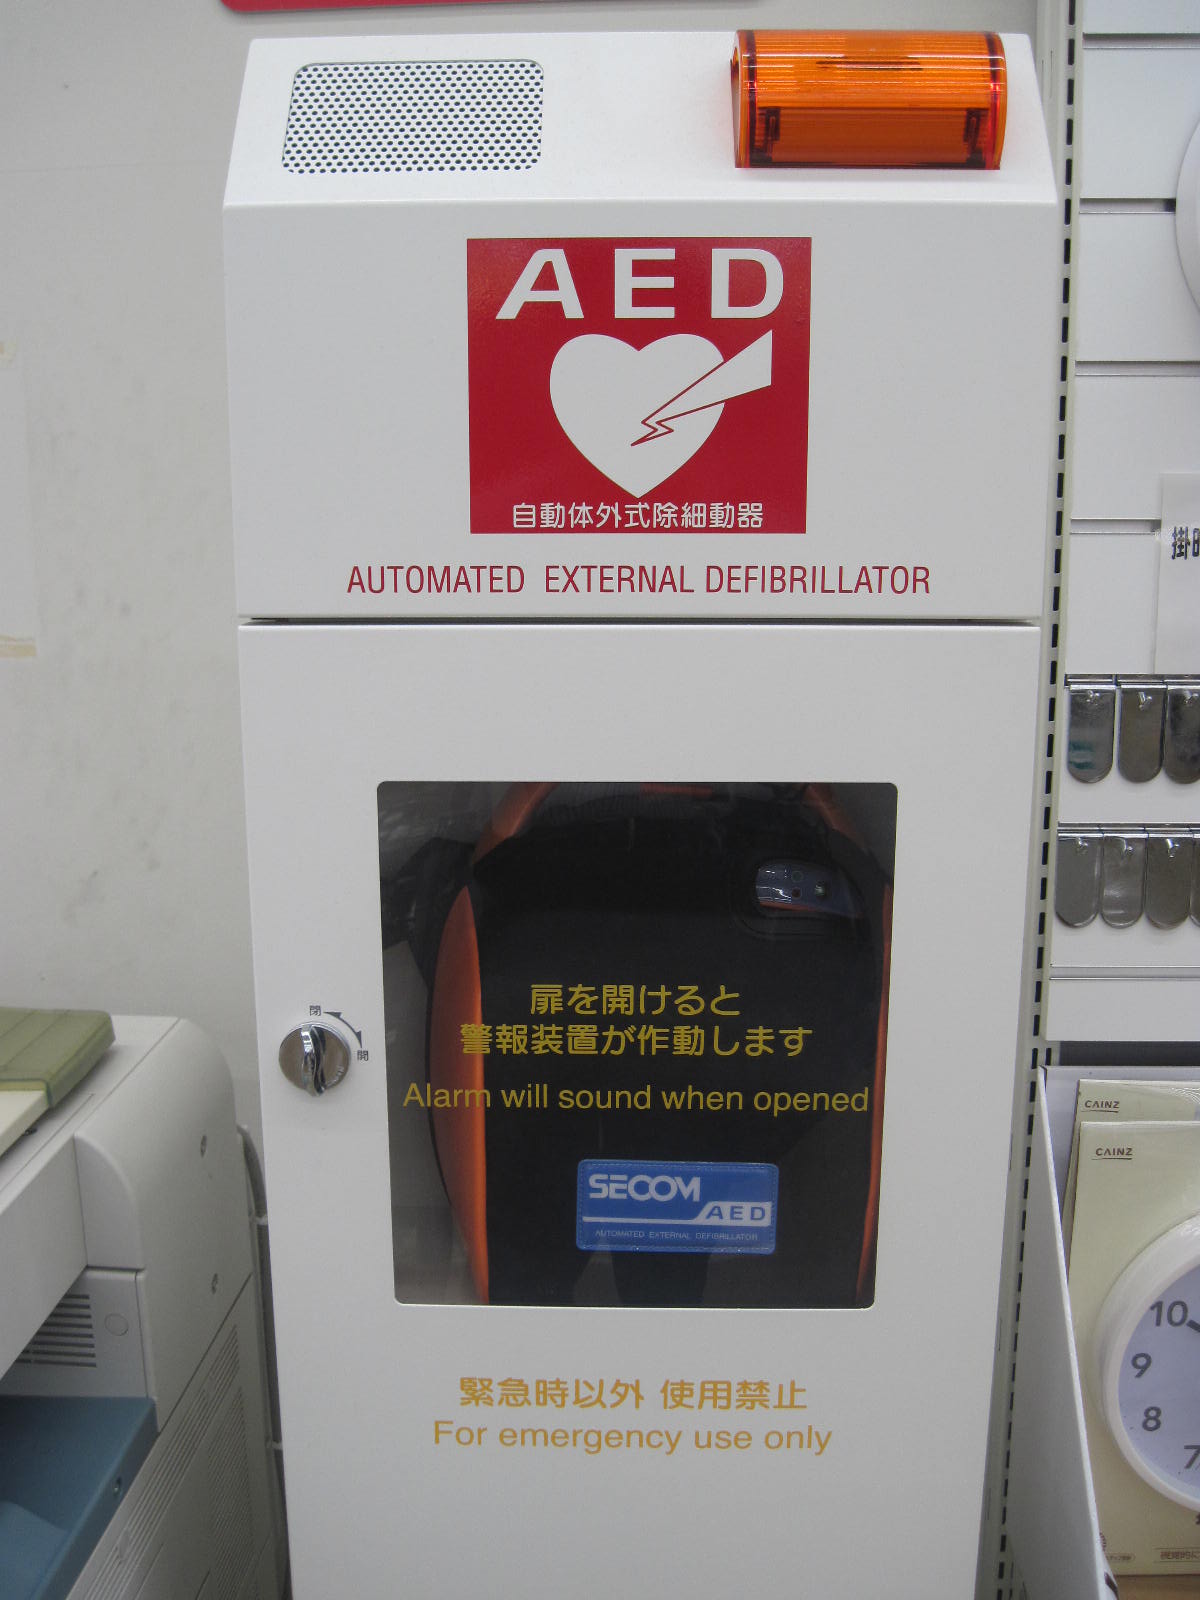 AED
自動体外式除細動器
AUTOMATED EXTERNAL DEFIBRILLATOR
閉
開
扉を開けると
警報装置が作動します
Alarm will sound when opened
SECOM
AED
AUTOMATED EXTERNAL DEFIBRILLATOR
緊急時以外 使用禁止
For emergency use only
掛時
CAINZ
CAINZ
10
9
8
7